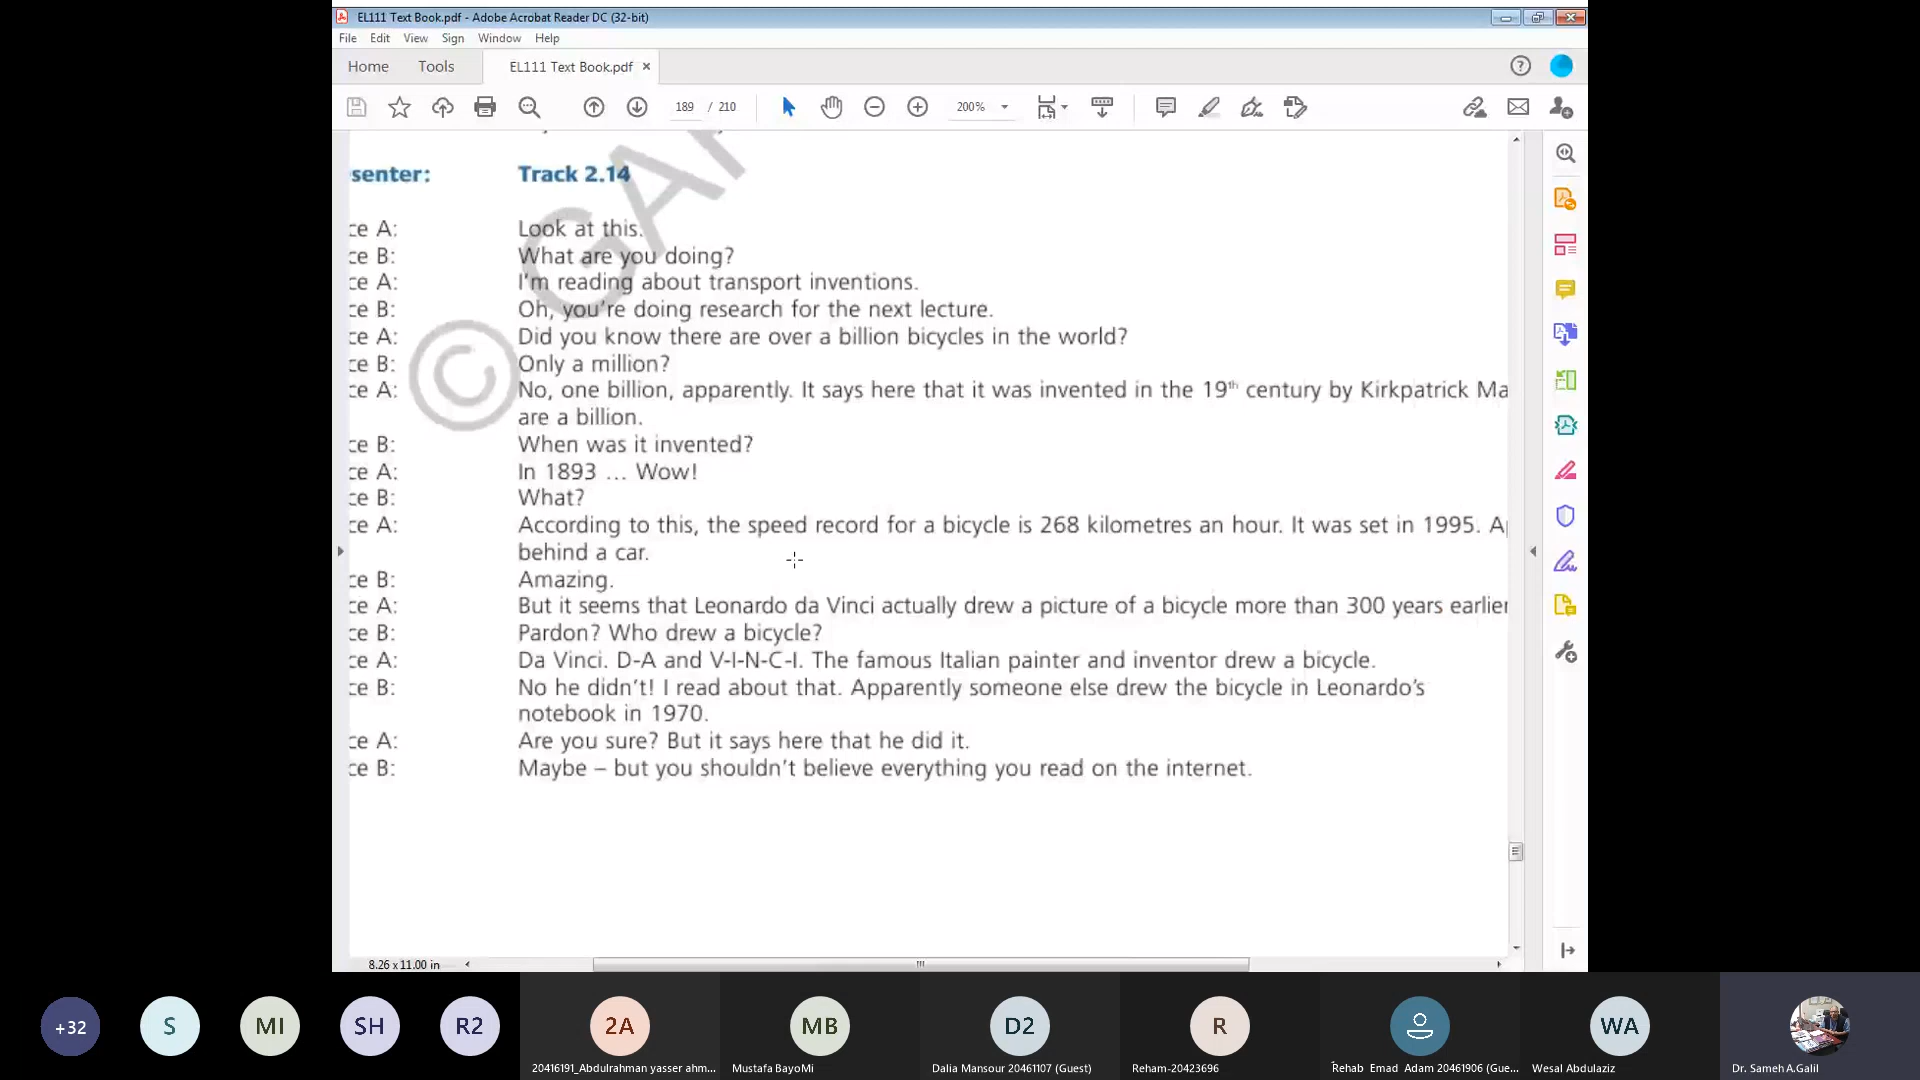 EL111 Text Book.pdf - Adobe Acrobat Reader DC (32-bit)
File Edit View Sign Window Help
Home Tools EL111 Text Book.pdf ×
189 / 210 200%
senter: Track 2.14
ce A: Look at this.
ce B: What are you doing?
ce A: I'm reading about transport inventions.
ce B: Oh, you're doing research for the next lecture.
ce A: Did you know there are over a billion bicycles in the world?
ce B: Only a million?
ce A: No, one billion, apparently. It says here that it was invented in the 19th century by Kirkpatrick Ma
are a billion.
ce B: When was it invented?
ce A: In 1893 … Wow!
ce B: What?
ce A: According to this, the speed record for a bicycle is 268 kilometres an hour. It was set in 1995. A
behind a car.
ce B: Amazing.
ce A: But it seems that Leonardo da Vinci actually drew a picture of a bicycle more than 300 years earlier
ce B: Pardon? Who drew a bicycle?
ce A: Da Vinci. D-A and V-I-N-C-I. The famous Italian painter and inventor drew a bicycle.
ce B: No he didn't! I read about that. Apparently someone else drew the bicycle in Leonardo's
notebook in 1970.
ce A: Are you sure? But it says here that he did it.
ce B: Maybe – but you shouldn't believe everything you read on the internet.
© GA
8.26 x 11.00 in
+32 S MI SH R2 2A MB D2 R WA
20416191_Abdulrahman yasser ahm... Mustafa BayoMi Dalia Mansour 20461107 (Guest) Reham-20423696 Rehab Emad Adam 20461906 (Gue... Wesal Abdulaziz Dr. Sameh A.Galil